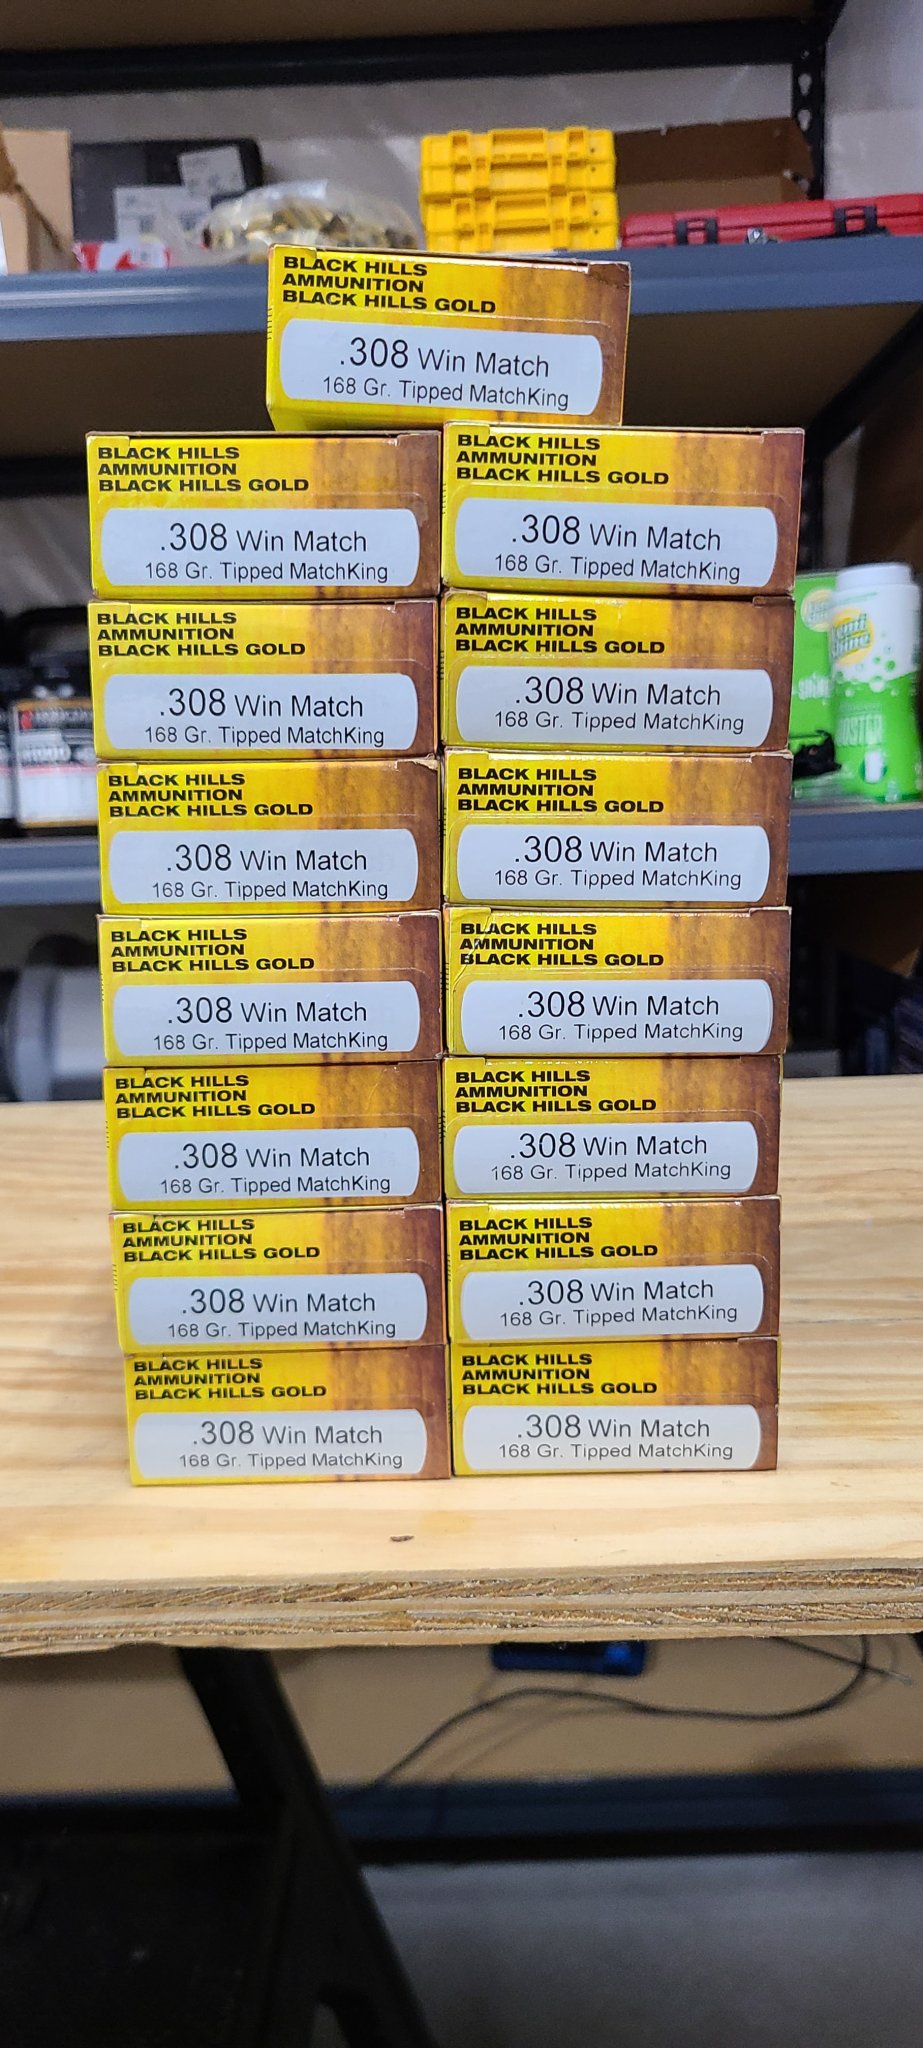 BLACK HILLS
AMMUNITION
BLACK HILLS GOLD
.308 Win Match
168 Gr. Tipped MatchKing
BLACK HILLS
AMMUNITION
BLACK HILLS GOLD
.308 Win Match
168 Gr. Tipped MatchKing
BLACK HILLS
AMMUNITION
BLACK HILLS GOLD
.308 Win Match
168 Gr. Tipped MatchKing
BLACK HILLS
AMMUNITION
BLACK HILLS GOLD
.308 Win Match
168 Gr. Tipped MatchKing
BLACK HILLS
AMMUNITION
BLACK HILLS GOLD
.308 Win Match
168 Gr. Tipped MatchKing
BLACK HILLS
AMMUNITION
BLACK HILLS GOLD
.308 Win Match
168 Gr. Tipped MatchKing
BLACK HILLS
AMMUNITION
BLACK HILLS GOLD
.308 Win Match
168 Gr. Tipped MatchKing
BLACK HILLS
AMMUNITION
BLACK HILLS GOLD
.308 Win Match
168 Gr. Tipped MatchKing
BLACK HILLS
AMMUNITION
BLACK HILLS GOLD
.308 Win Match
168 Gr. Tipped MatchKing
BLACK HILLS
AMMUNITION
BLACK HILLS GOLD
.308 Win Match
168 Gr. Tipped MatchKing
BLACK HILLS
AMMUNITION
BLACK HILLS GOLD
.308 Win Match
168 Gr. Tipped MatchKing
BLACK HILLS
AMMUNITION
BLACK HILLS GOLD
.308 Win Match
168 Gr. Tipped MatchKing
BLACK HILLS
AMMUNITION
BLACK HILLS GOLD
.308 Win Match
168 Gr. Tipped MatchKing
BLACK HILLS
AMMUNITION
BLACK HILLS GOLD
.308 Win Match
168 Gr. Tipped MatchKing
BLACK HILLS
AMMUNITION
BLACK HILLS GOLD
.308 Win Match
168 Gr. Tipped MatchKing